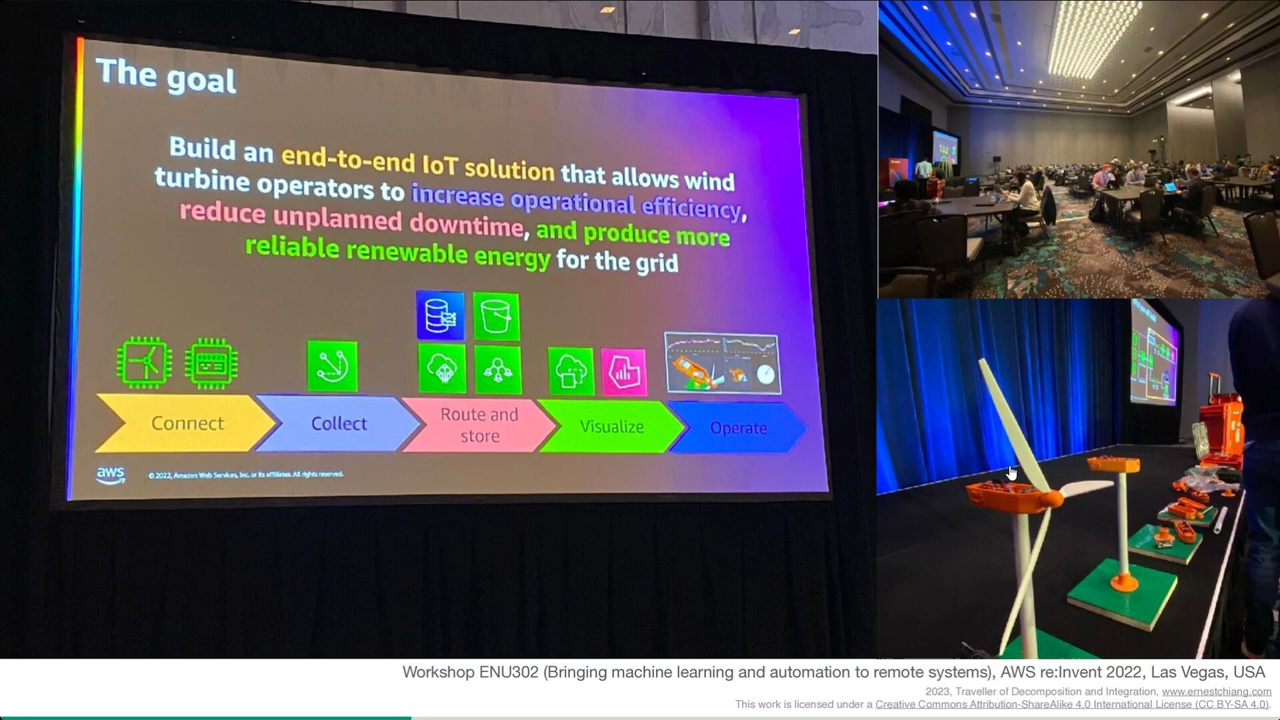 The goal
Build an end-to-end IoT solution that allows wind
turbine operators to increase operational efficiency,
reduce unplanned downtime, and produce more
reliable renewable energy for the grid
Connect
Collect
Route and
store
Visualize
Operate
aws
© 2022, Amazon Web Services, Inc. or its affiliates. All rights reserved.
Workshop ENU302 (Bringing machine learning and automation to remote systems), AWS re:Invent 2022, Las Vegas, USA
2023, Traveller of Decomposition and Integration, www.ernestchiang.com
This work is licensed under a Creative Commons Attribution-ShareAlike 4.0 International License (CC BY-SA 4.0).